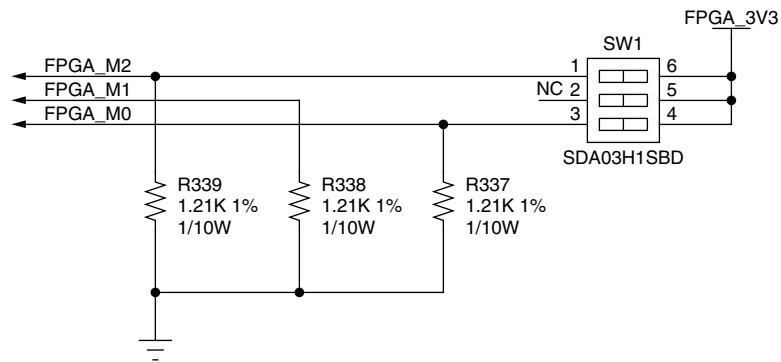 FPGA_3V3
SW1
FPGA_M2
1
6
FPGA_M1
NC
2
5
FPGA_M0
3
4
SDA03H1SBD
R339
1.21K 1%
1/10W
R338
1.21K 1%
1/10W
R337
1.21K 1%
1/10W